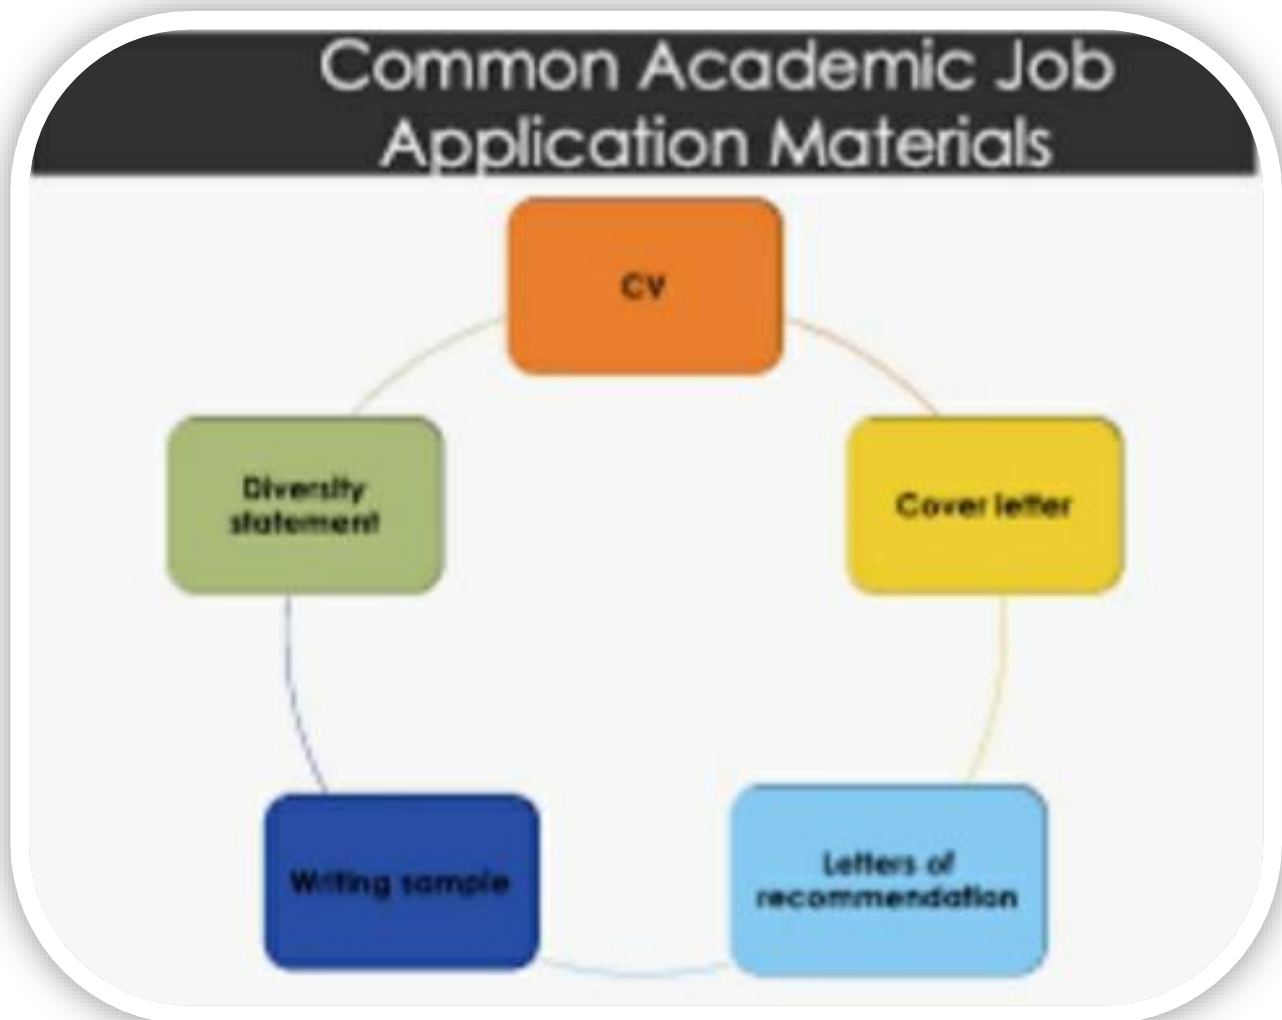 Common Academic Job
Application Materials
CV
Cover letter
Letters of
recommendation
Writing sample
Diversity
statement